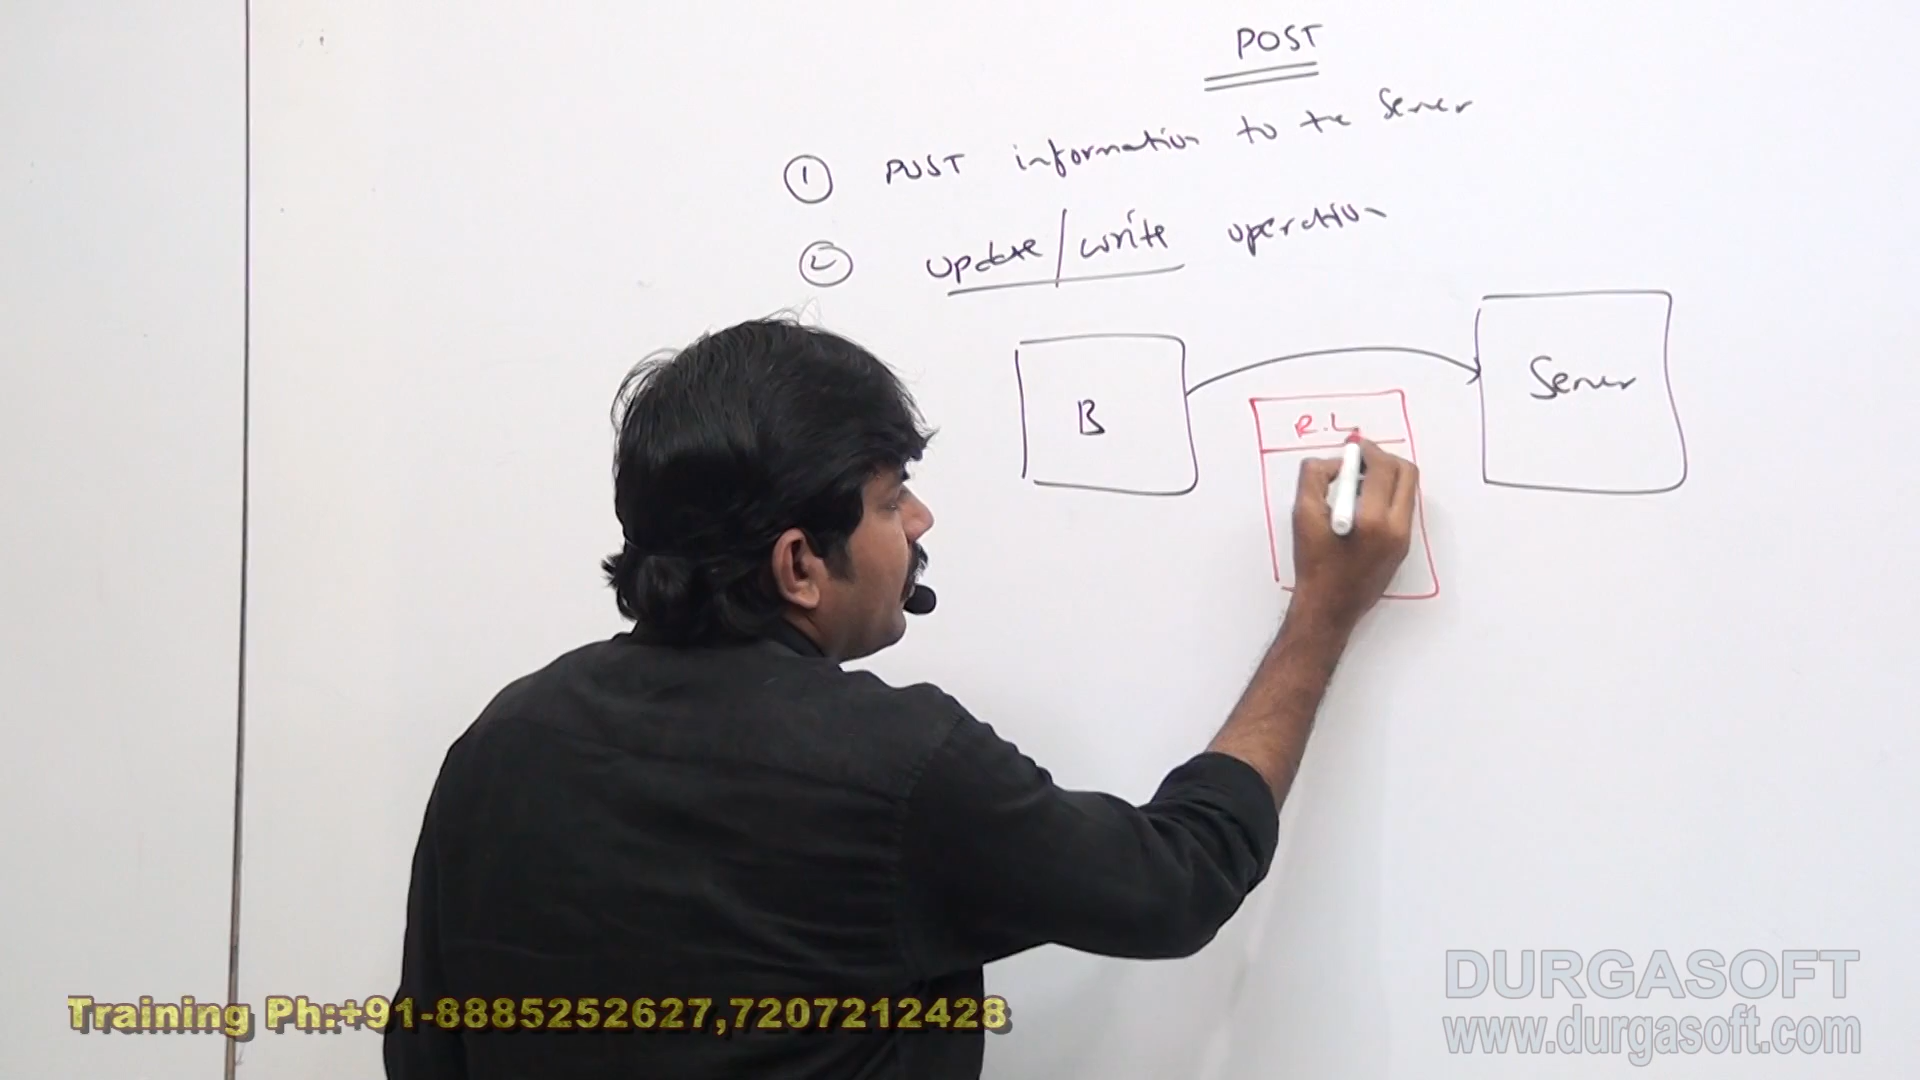 POST
① POST information to the Server
② update/write operation
B
Server
R.L
DURGASOFT
www.durgasoft.com
Training Ph:+91-8885252627,7207212428